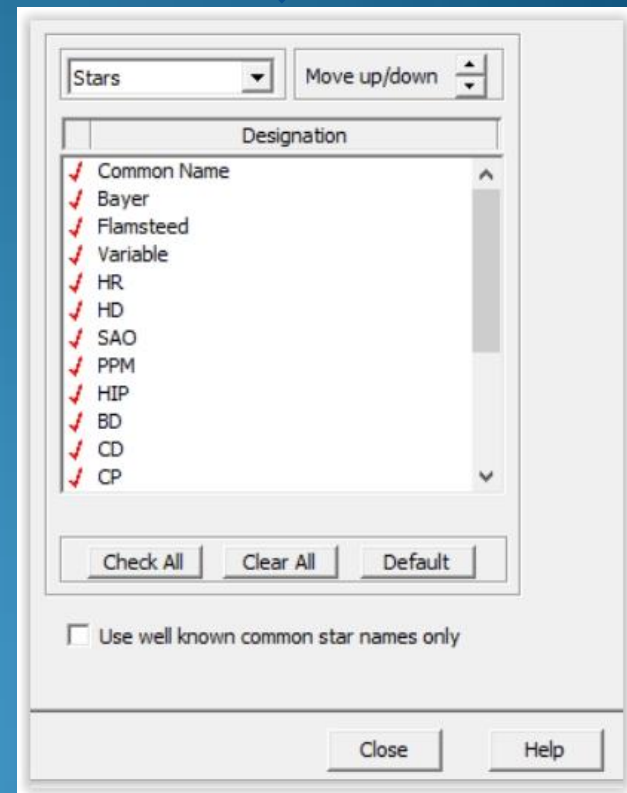 Stars Move up/down
Designation
Common Name
Bayer
Flamsteed
Variable
HR
HD
SAO
PPM
HIP
BD
CD
CP
Check All Clear All Default
Use well known common star names only
Close Help